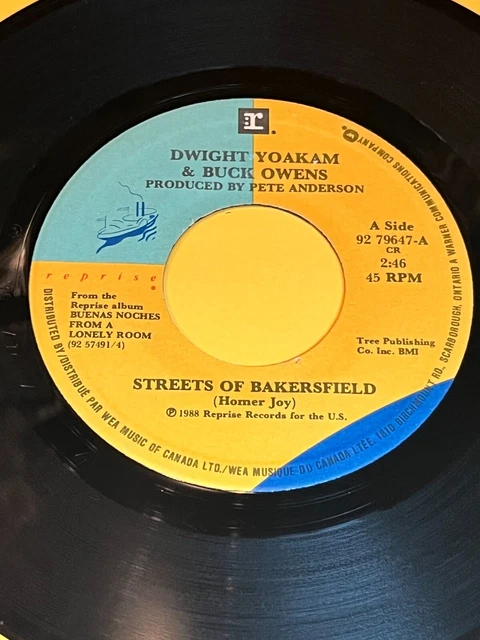 r.
DWIGHT YOAKAM
& BUCK OWENS
PRODUCED BY PETE ANDERSON
A Side
92 79647-A
CR
2:46
45 RPM
reprise
From the
Reprise album
BUENAS NOCHES
FROM A
LONELY ROOM
(92 57491/4)
Tree Publishing
Co. Inc. BMI
STREETS OF BAKERSFIELD
(Homer Joy)
℗ 1988 Reprise Records for the U.S.
DISTRIBUTED BY/DISTRIBUÉ PAR WEA MUSIC OF CANADA LTD./WEA MUSIQUE DU CANADA LTÉE. 1810 BIRCHMOUNT RD., SCARBOROUGH, ONTARIO A WARNER COMMUNICATIONS COMPANY